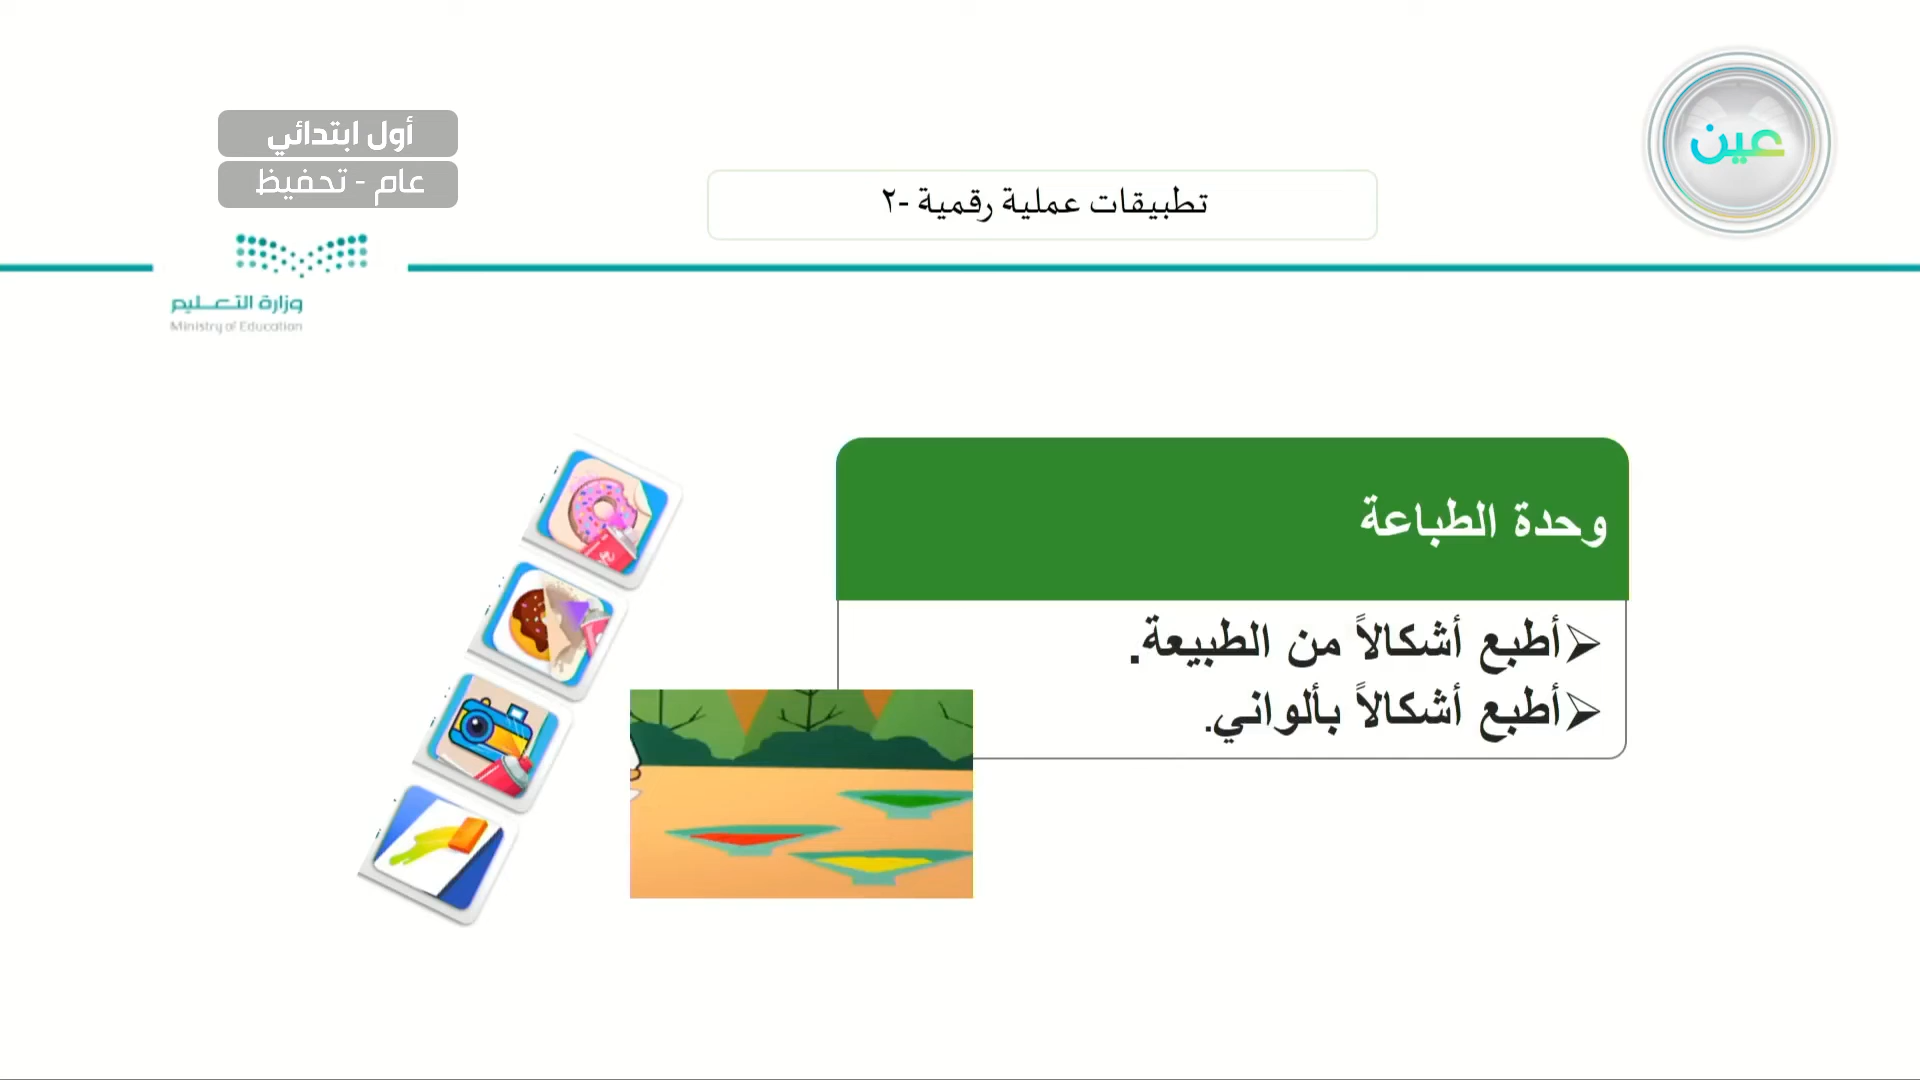 عين
أول ابتدائي
عام - تحفيظ
تطبيقات عملية رقمية -٢
وزارة التعليم
Ministry of Education
وحدة الطباعة
أطبع أشكالاً من الطبيعة.
أطبع أشكالاً بألواني.